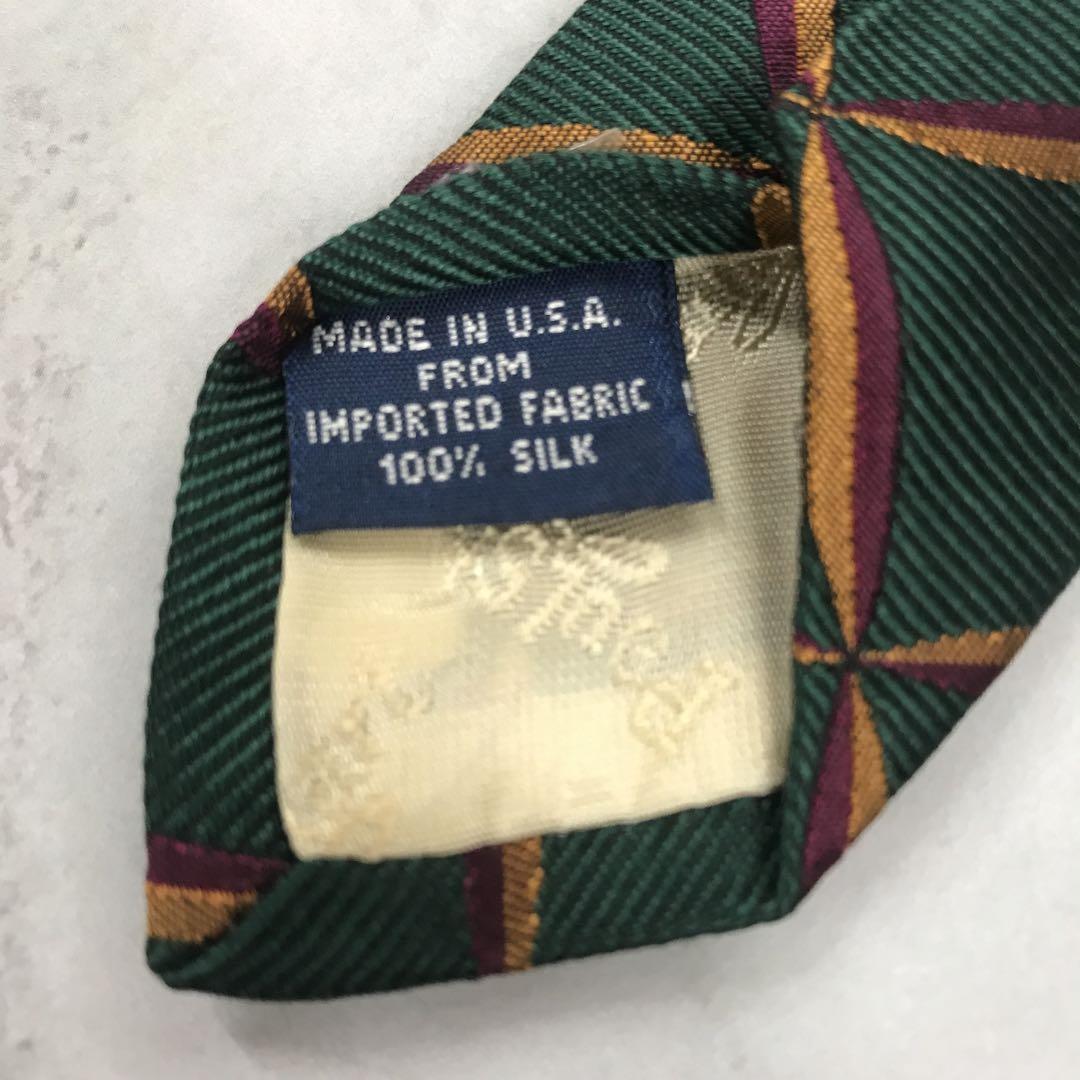 MADE IN U.S.A.
FROM
IMPORTED FABRIC
100% SILK